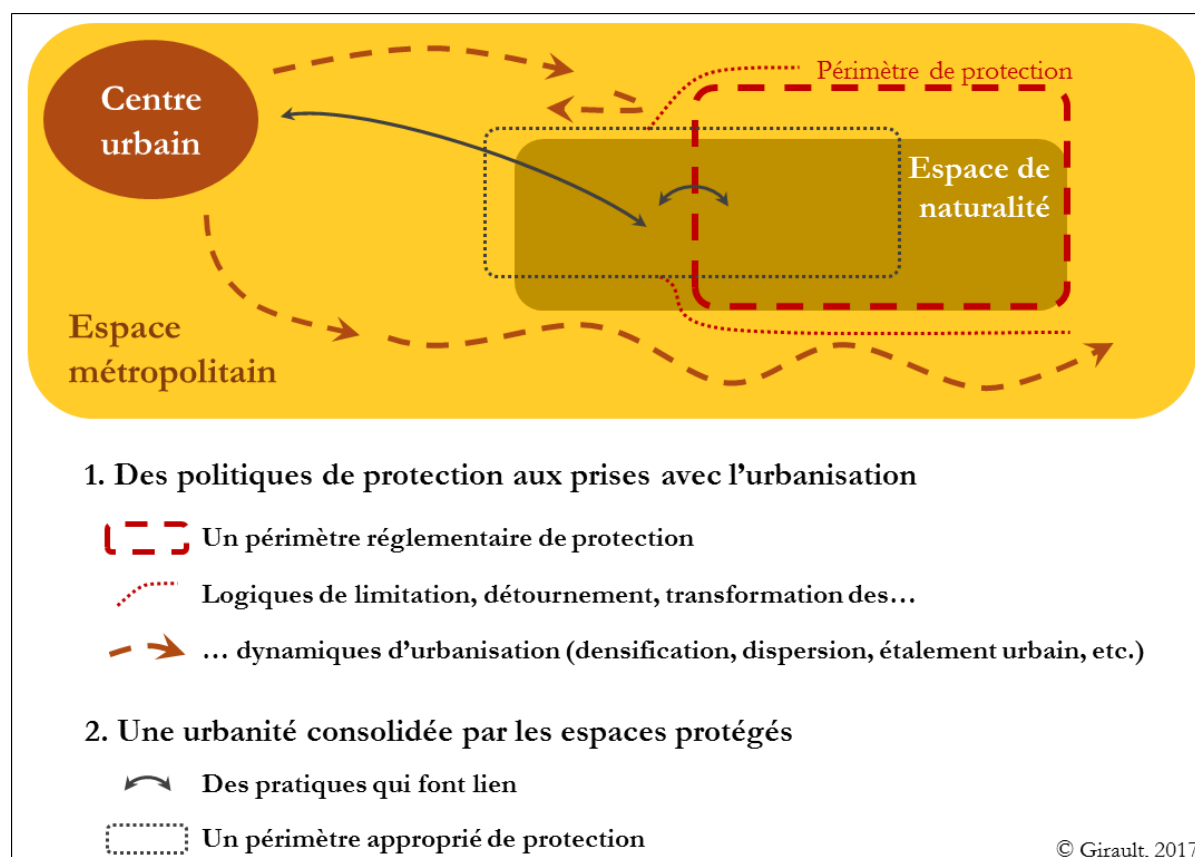 Centre
urbain
Périmètre de protection
Espace de
naturalité
Espace
métropolitain
1. Des politiques de protection aux prises avec l’urbanisation
Un périmètre réglementaire de protection
Logiques de limitation, détournement, transformation des…
… dynamiques d’urbanisation (densification, dispersion, étalement urbain, etc.)
2. Une urbanité consolidée par les espaces protégés
Des pratiques qui font lien
Un périmètre approprié de protection
© Girault, 2017